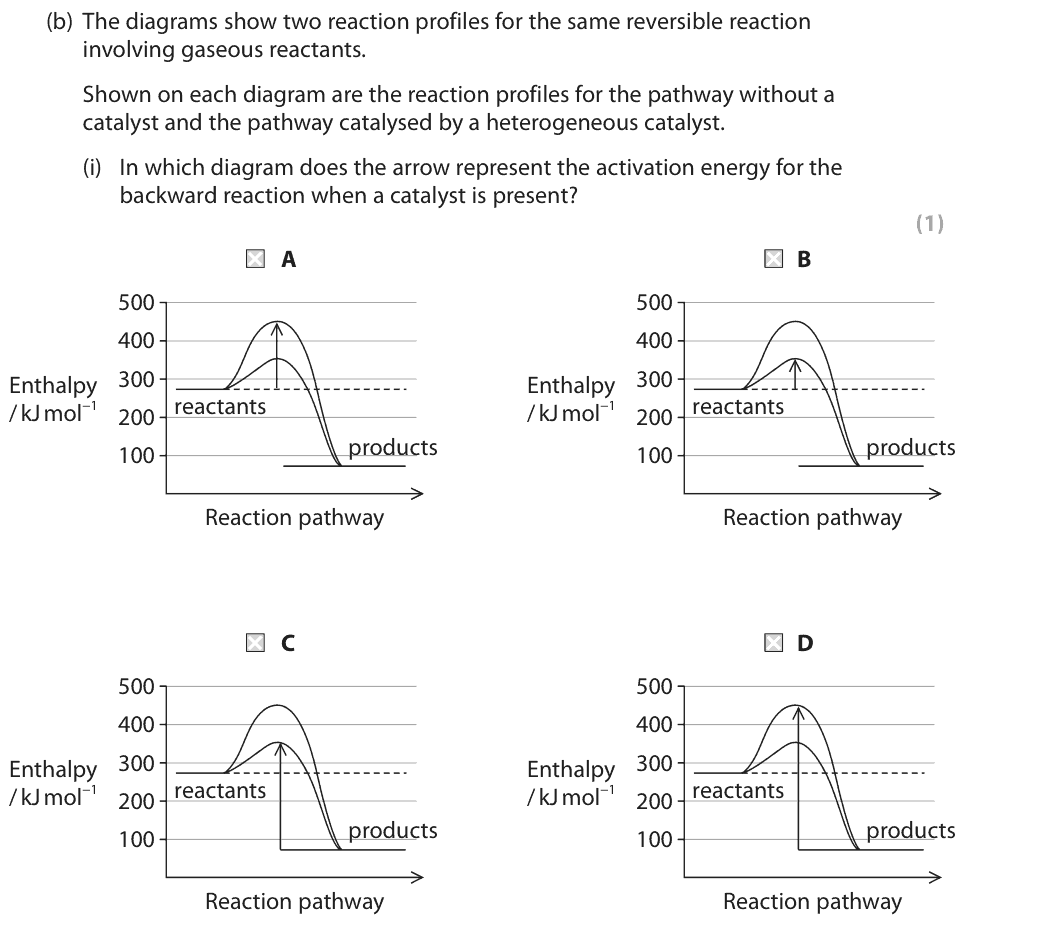 (b) The diagrams show two reaction profiles for the same reversible reaction
involving gaseous reactants.
Shown on each diagram are the reaction profiles for the pathway without a
catalyst and the pathway catalysed by a heterogeneous catalyst.
(i) In which diagram does the arrow represent the activation energy for the
backward reaction when a catalyst is present?
(1)
A
500
400
300
200
100
Enthalpy
/ kJ mol⁻¹
reactants
products
Reaction pathway
B
500
400
300
200
100
Enthalpy
/ kJ mol⁻¹
reactants
products
Reaction pathway
C
500
400
300
200
100
Enthalpy
/ kJ mol⁻¹
reactants
products
Reaction pathway
D
500
400
300
200
100
Enthalpy
/ kJ mol⁻¹
reactants
products
Reaction pathway